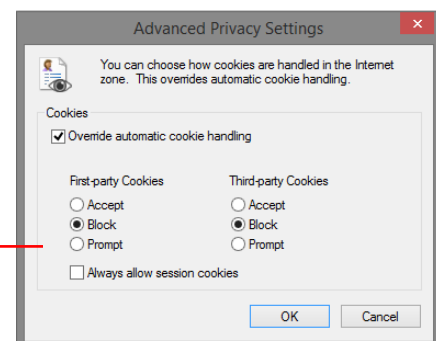 Advanced Privacy Settings
You can choose how cookies are handled in the Internet
zone. This overrides automatic cookie handling.
Cookies
Override automatic cookie handling
First-party Cookies
Third-party Cookies
Accept
Accept
Block
Block
Prompt
Prompt
Always allow session cookies
OK
Cancel